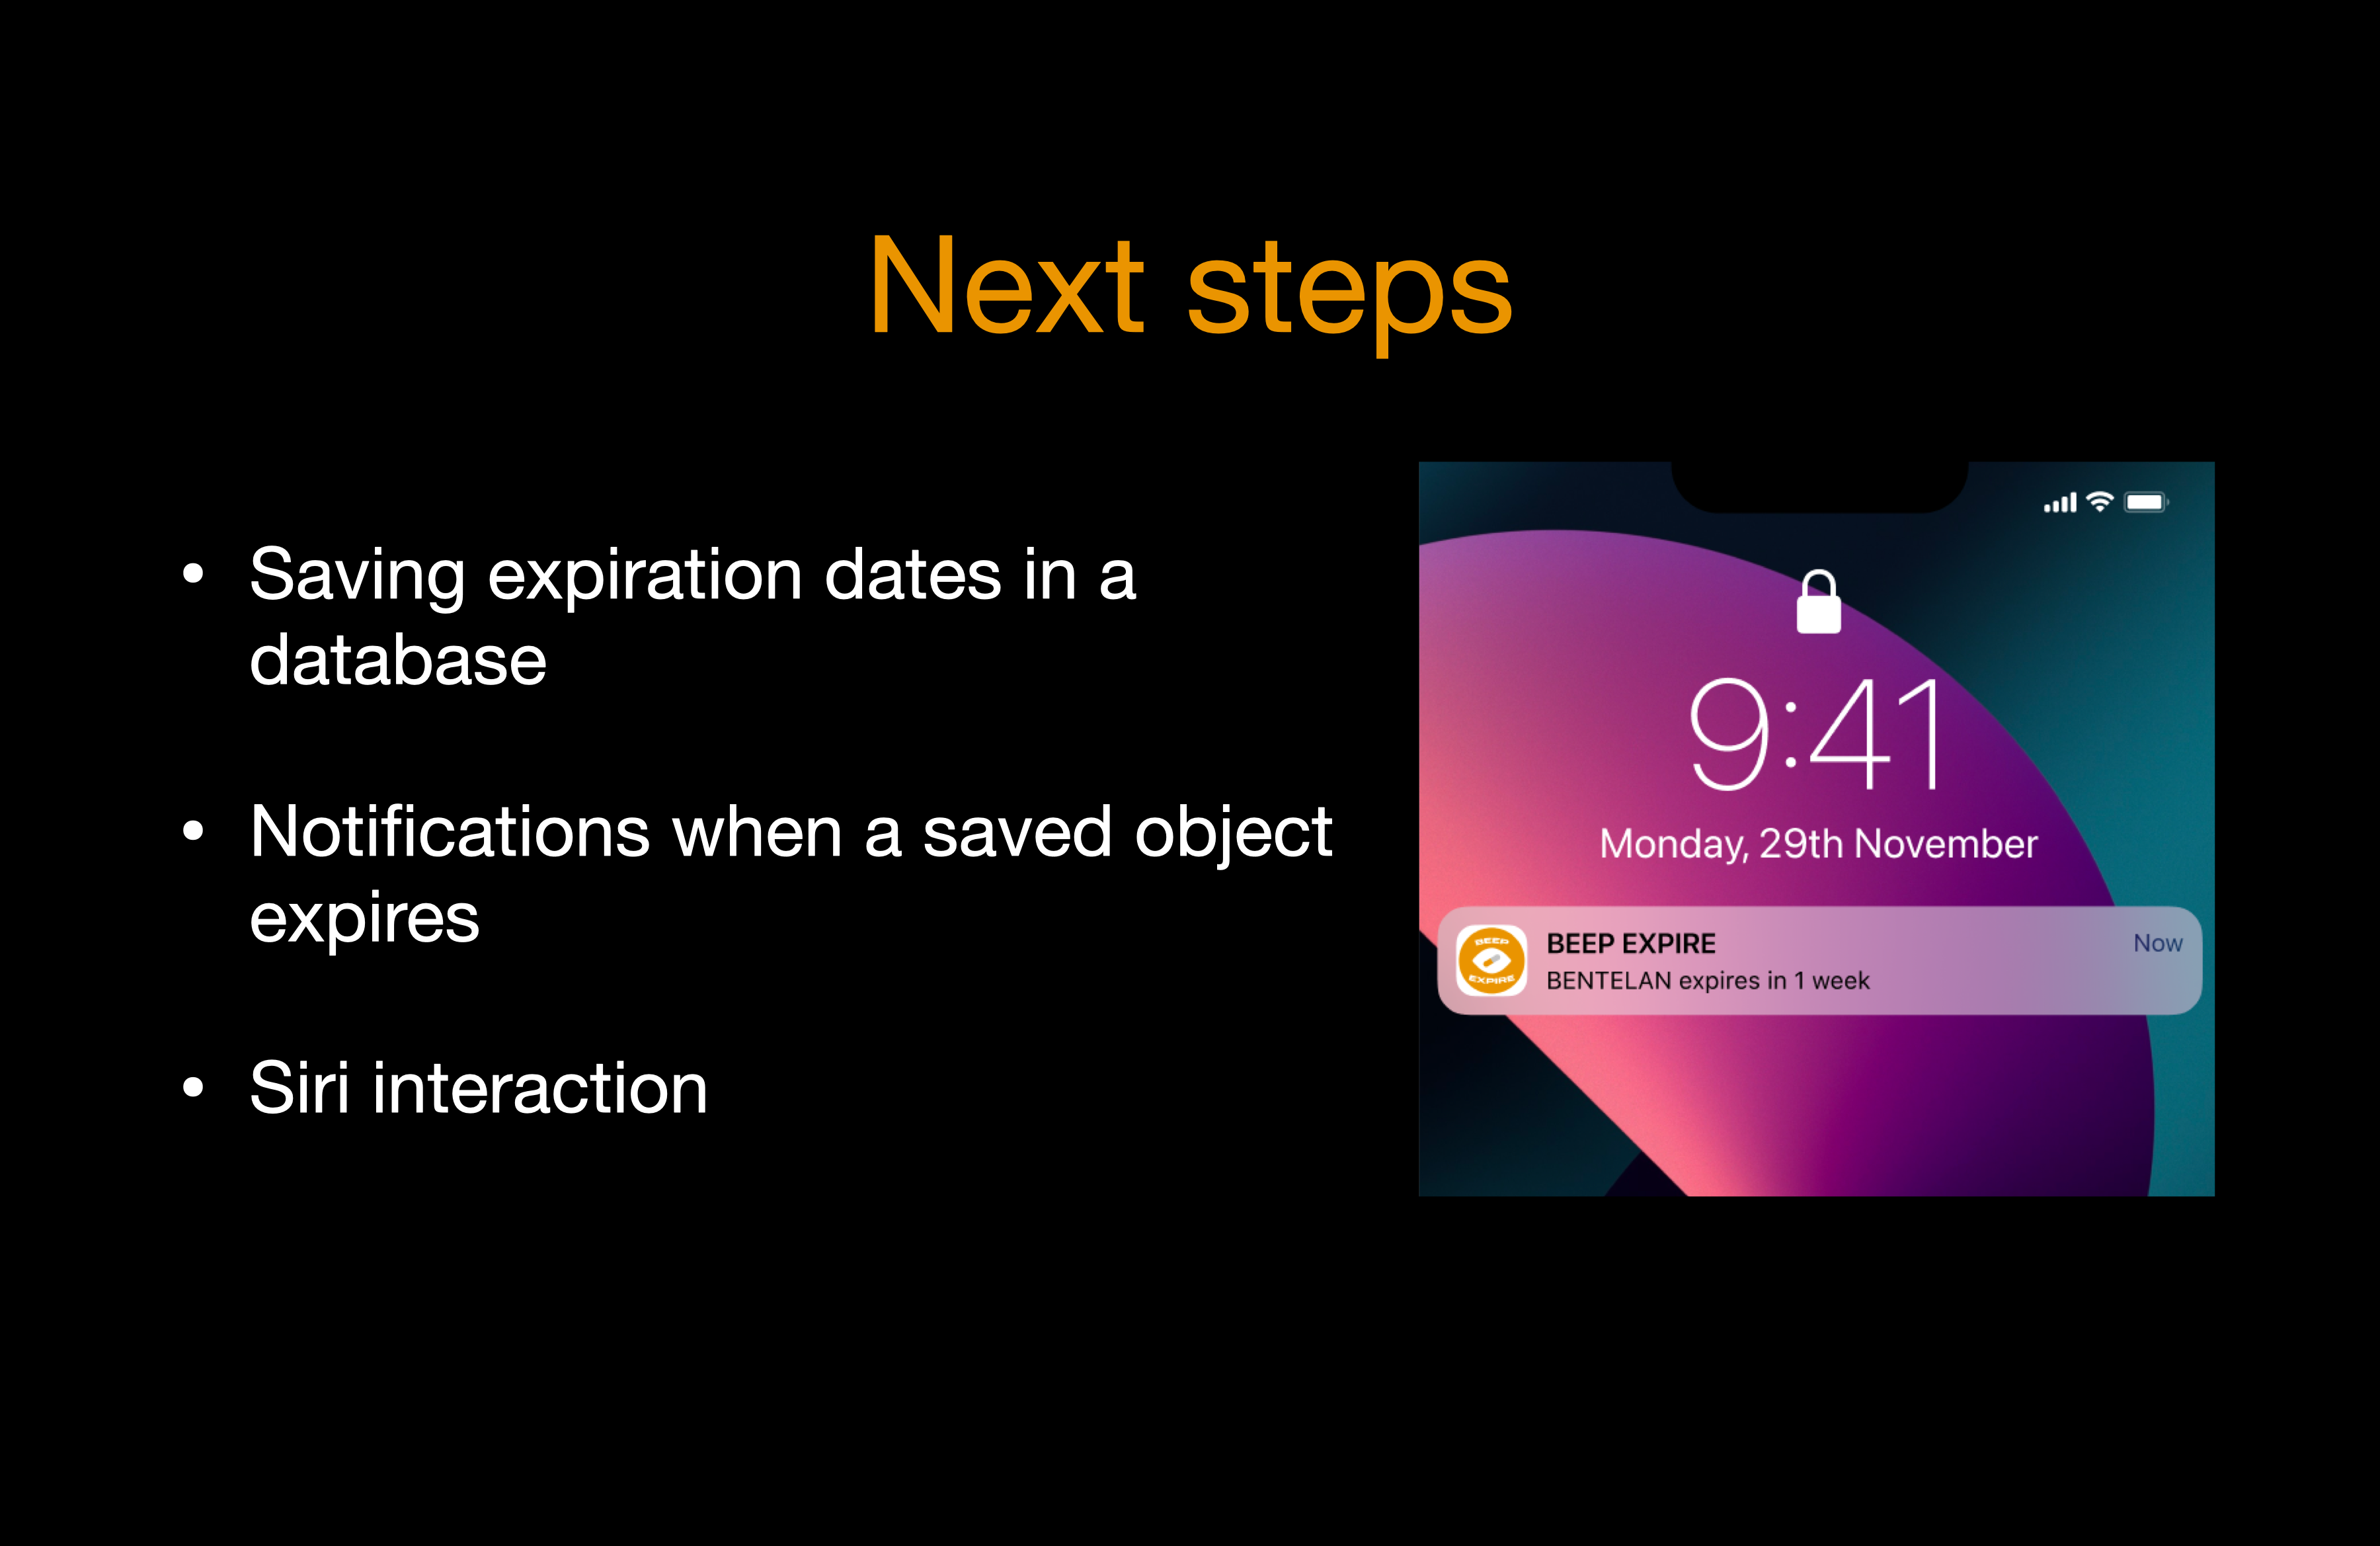 Next steps
• Saving expiration dates in a
database
• Notifications when a saved object
expires
• Siri interaction
9:41
Monday, 29th November
BEEP EXPIRE
BEEP EXPIRE Now
BENTELAN expires in 1 week